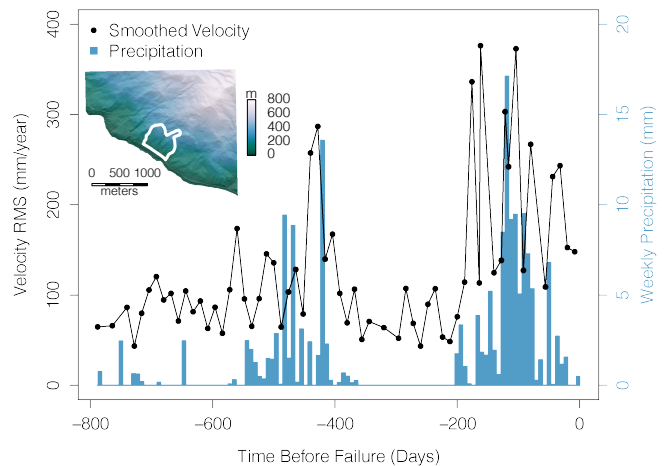 Smoothed Velocity
Precipitation
m
800
600
400
200
0
0 500 1000
meters
400
300
200
100
0
Velocity RMS (mm/year)
20
15
10
5
0
Weekly Precipitation (mm)
−800 −600 −400 −200 0
Time Before Failure (Days)